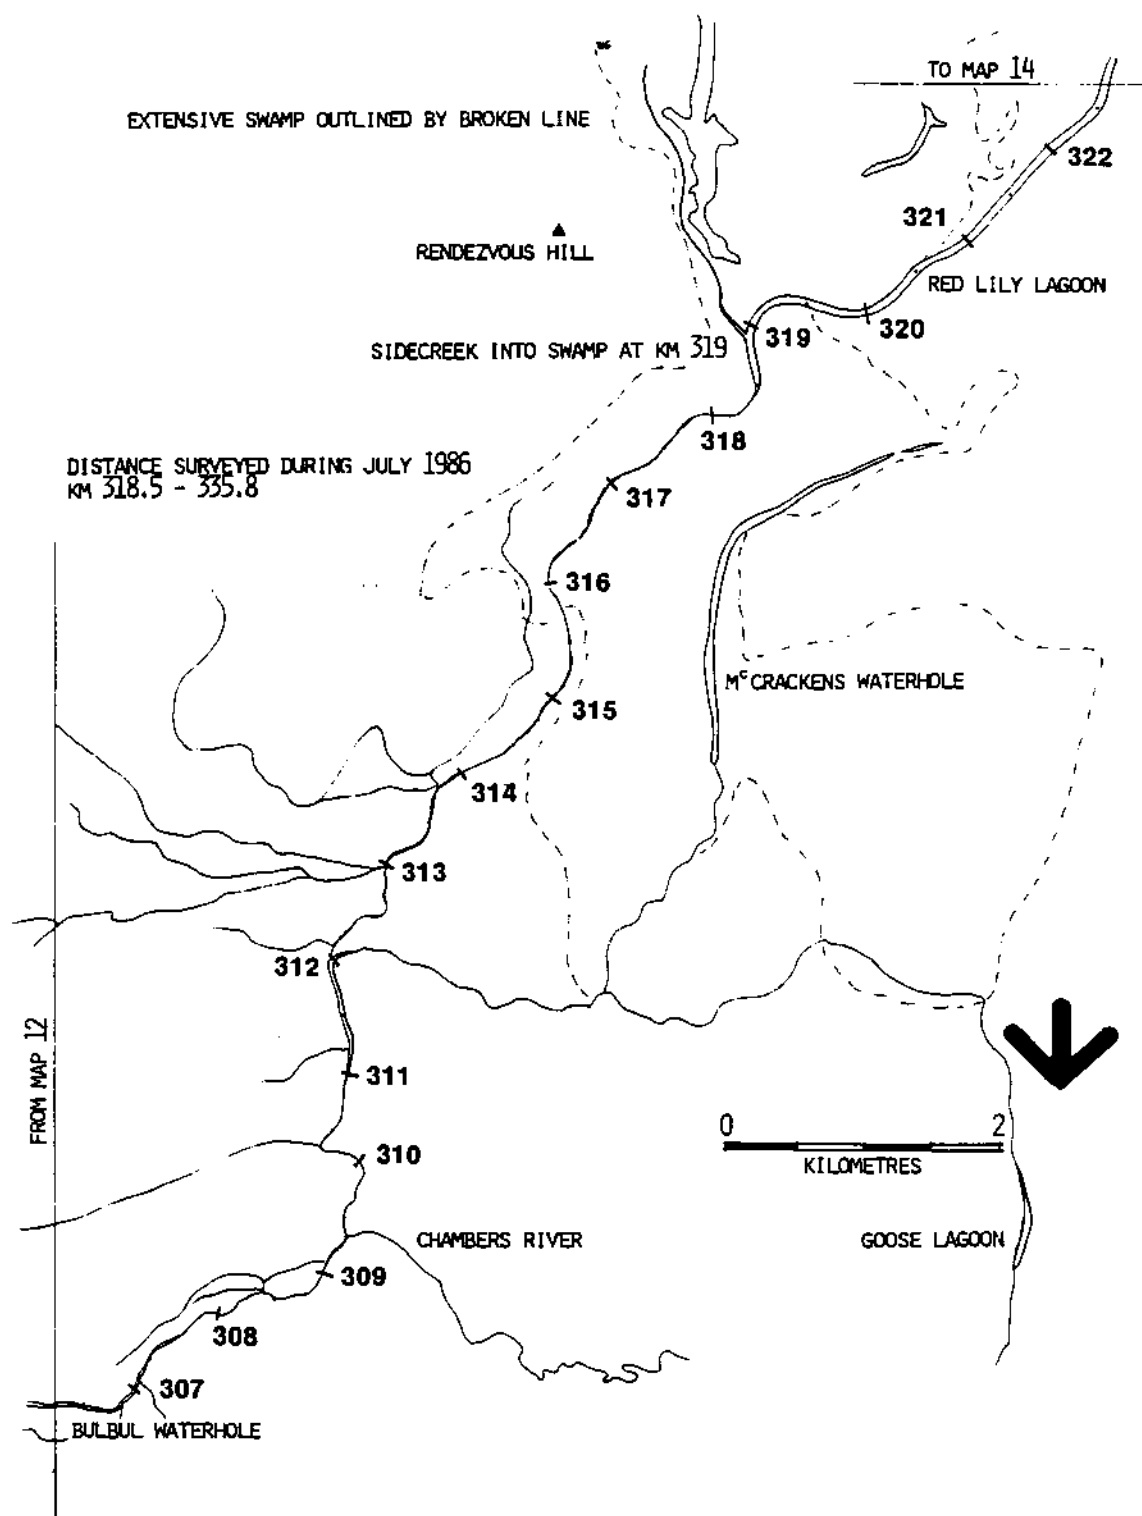 TO MAP 14
EXTENSIVE SWAMP OUTLINED BY BROKEN LINE
322
321
RENDEZVOUS HILL
RED LILY LAGOON
320
319
SIDECREEK INTO SWAMP AT KM 319
318
DISTANCE SURVEYED DURING JULY 1986
KM 318.5 - 335.8
317
316
McCRACKENS WATERHOLE
315
314
313
312
FROM MAP 12
311
0 2
KILOMETRES
310
CHAMBERS RIVER
GOOSE LAGOON
309
308
307
BULBUL WATERHOLE